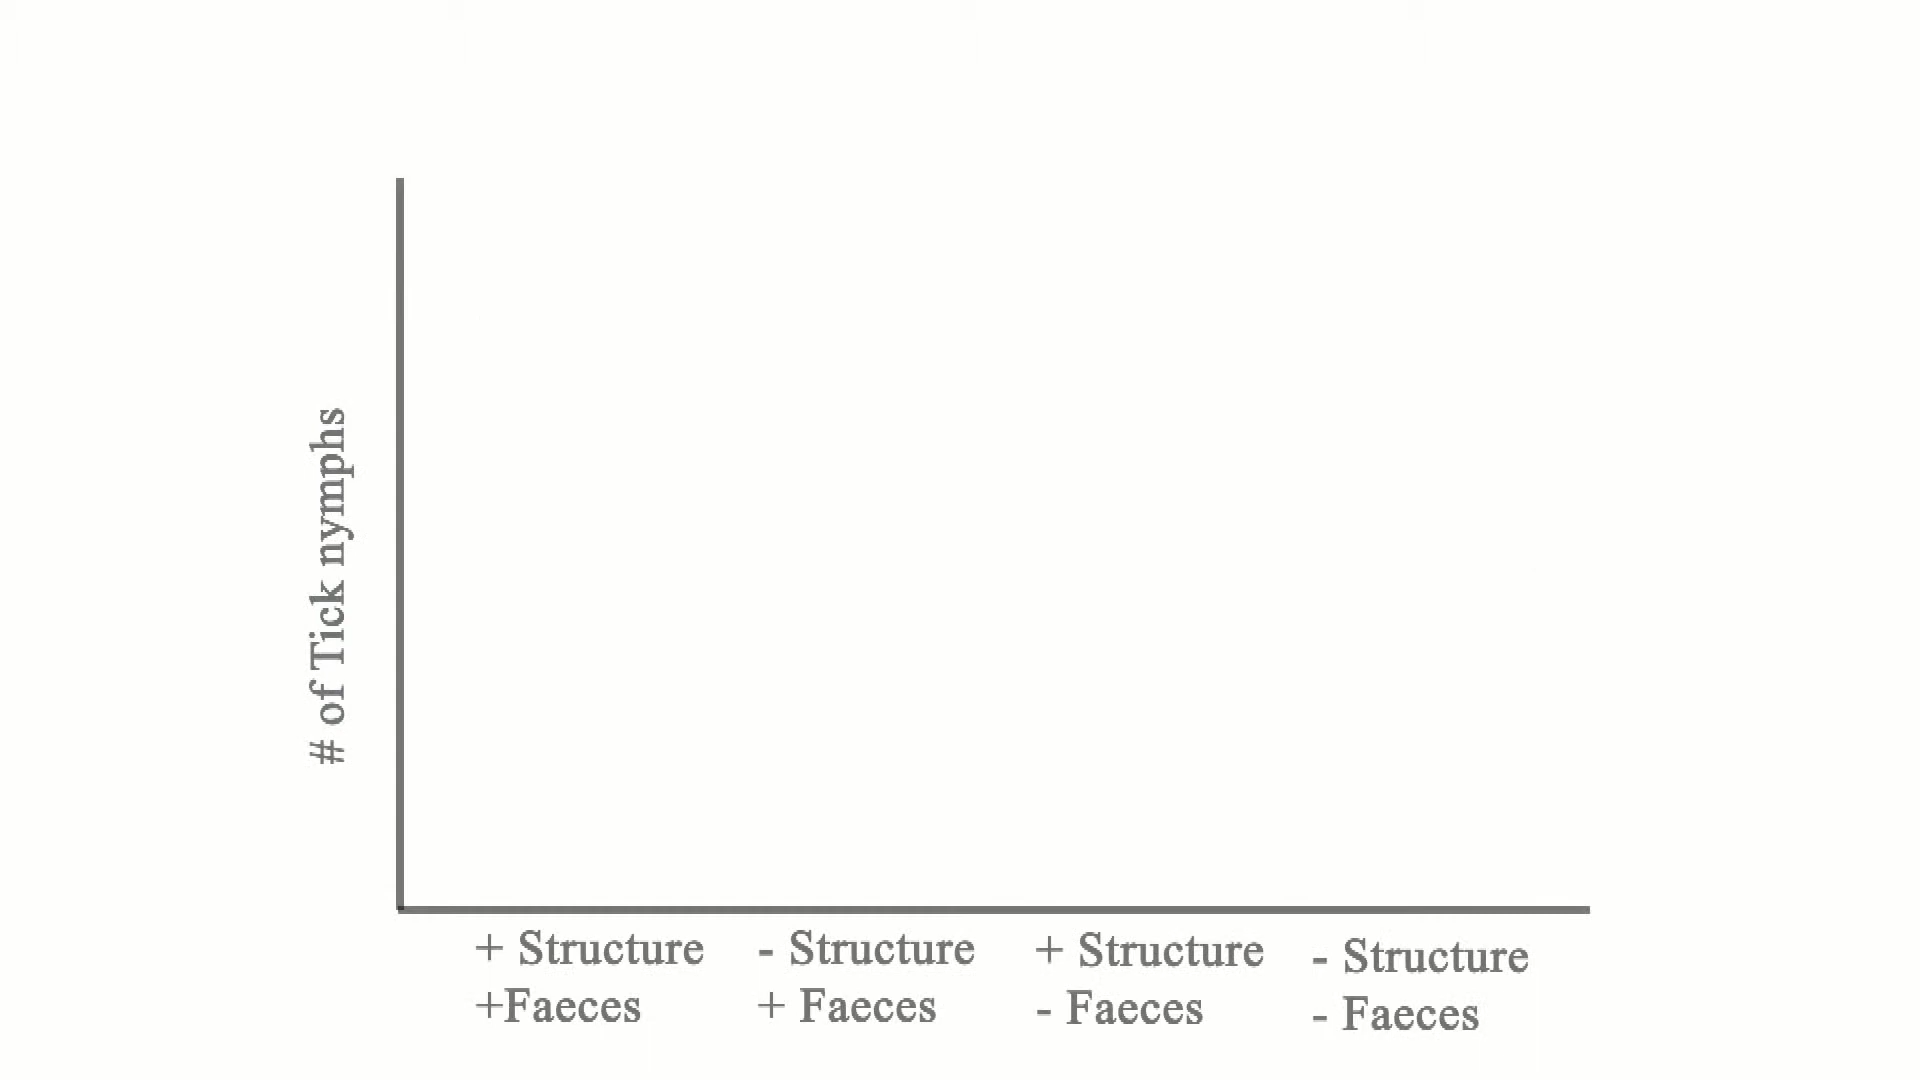 # of Tick nymphs
+ Structure
+Faeces
- Structure
+ Faeces
+ Structure
- Faeces
- Structure
- Faeces